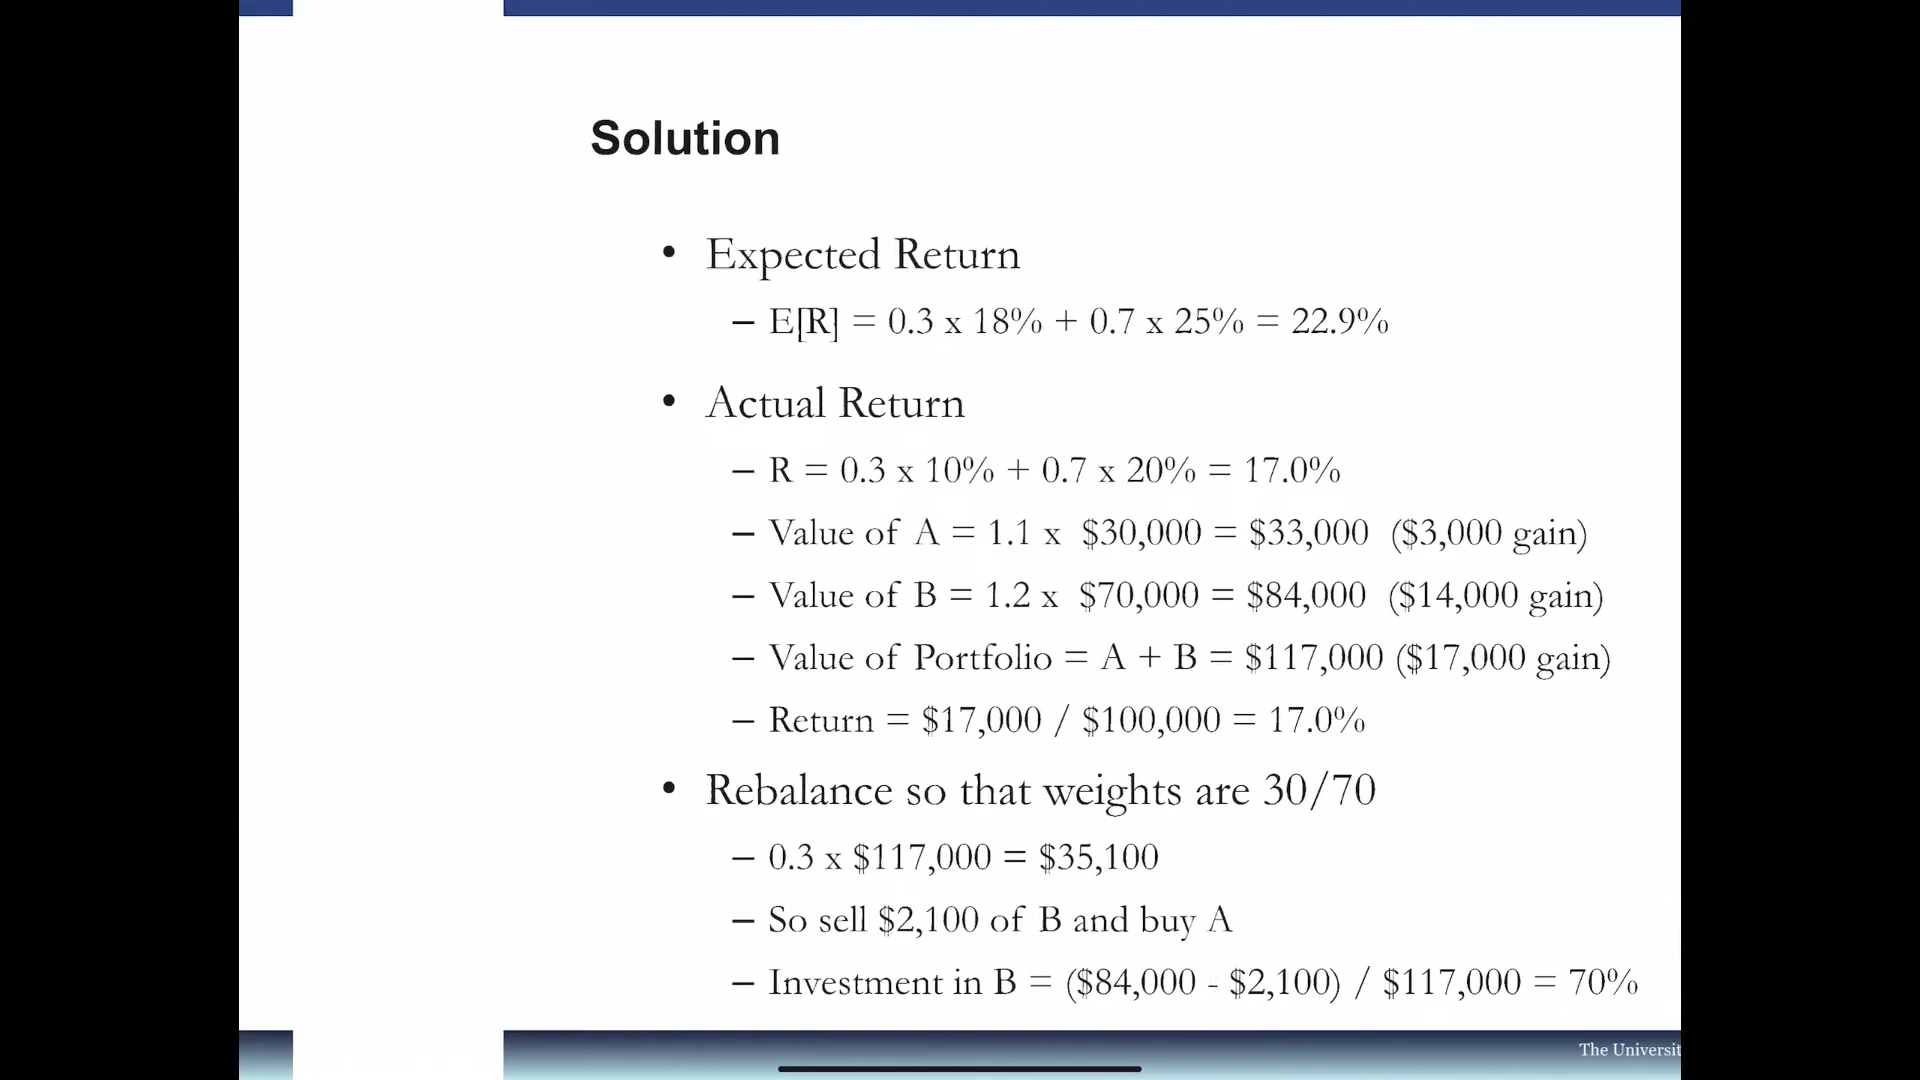 Solution
• Expected Return
– E[R] = 0.3 x 18% + 0.7 x 25% = 22.9%
• Actual Return
– R = 0.3 x 10% + 0.7 x 20% = 17.0%
– Value of A = 1.1 x $30,000 = $33,000 ($3,000 gain)
– Value of B = 1.2 x $70,000 = $84,000 ($14,000 gain)
– Value of Portfolio = A + B = $117,000 ($17,000 gain)
– Return = $17,000 / $100,000 = 17.0%
• Rebalance so that weights are 30/70
– 0.3 x $117,000 = $35,100
– So sell $2,100 of B and buy A
– Investment in B = ($84,000 - $2,100) / $117,000 = 70%
The Universit